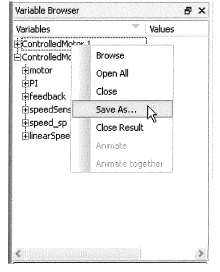 Variable Browser
Variables Values
ControlledMotor 1
ControlledMo
motor
PI
feedback
speedSens
speed_sp
linearSpee
Browse
Open All
Close
Save As...
Close Result
Animate
Animate together